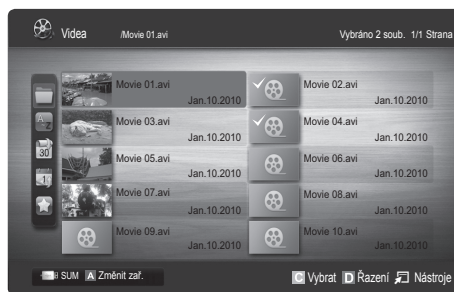 Videa /Movie 01.avi Vybráno 2 soub. 1/1 Strana
Movie 01.avi Movie 02.avi
Jan.10.2010 Jan.10.2010
Movie 03.avi Movie 04.avi
Jan.10.2010 Jan.10.2010
Movie 05.avi Movie 06.avi
Jan.10.2010 Jan.10.2010
Movie 07.avi Movie 08.avi
Jan.10.2010 Jan.10.2010
Movie 09.avi Movie 10.avi
Jan.10.2010 Jan.10.2010
A Z
30
1
SUM A Změnit zař. C Vybrat D Řazení Nástroje